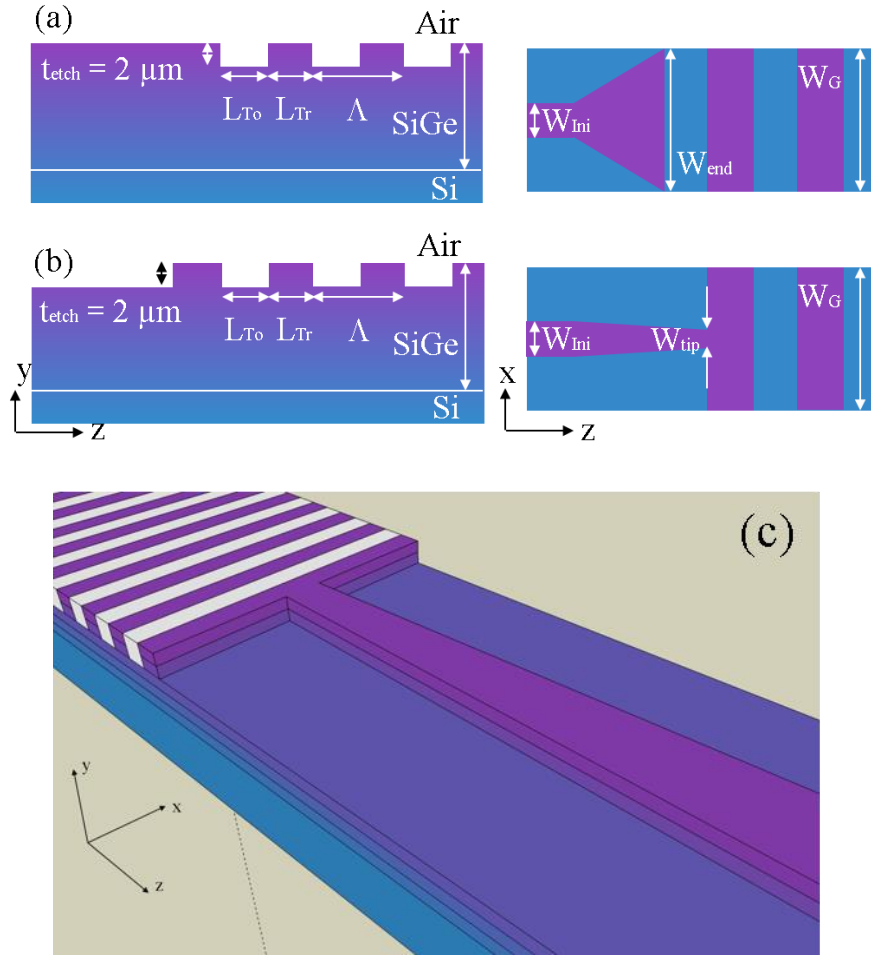 (a)
Air
t_etch = 2 μm
L_To
L_Tr
Λ
SiGe
Si
W_Ini
W_end
W_G
(b)
Air
t_etch = 2 μm
L_To
L_Tr
Λ
SiGe
Si
y
z
W_Ini
W_tip
W_G
x
z
(c)
y
x
z